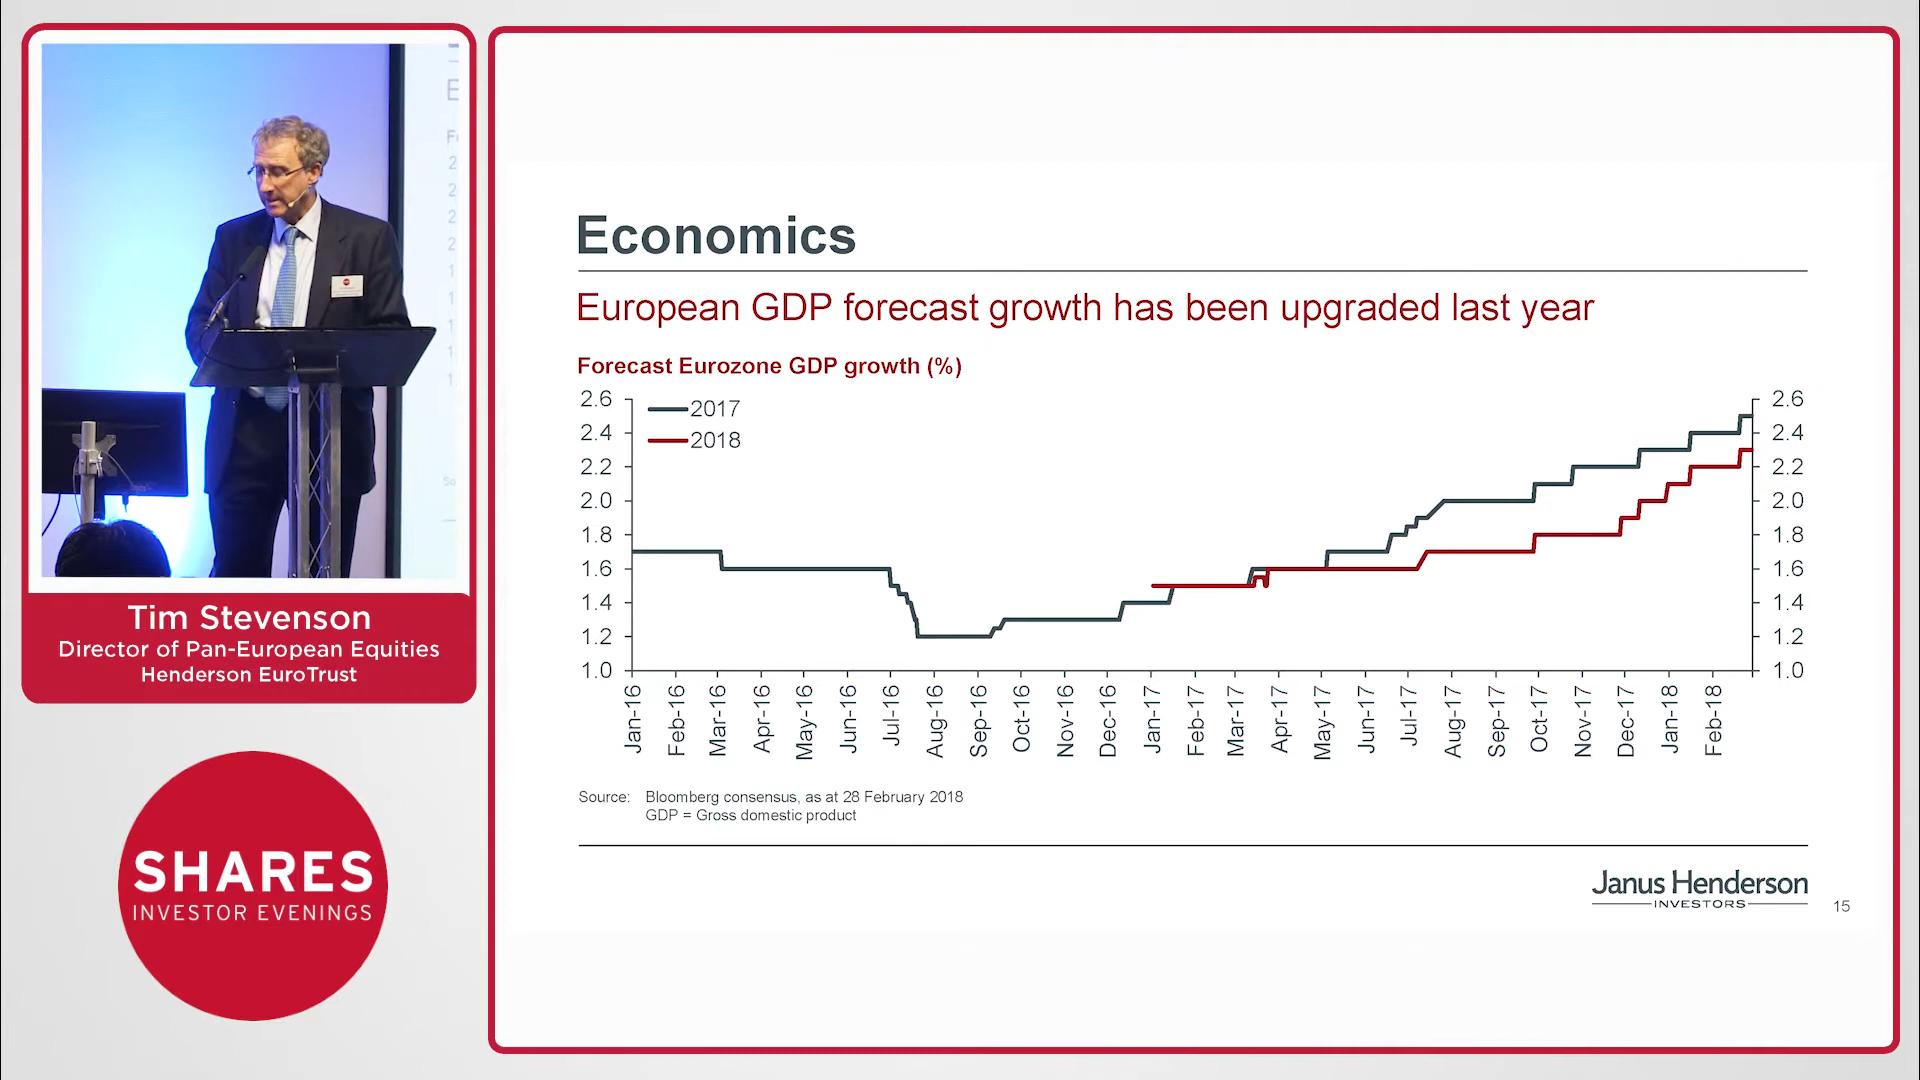 Tim Stevenson
Director of Pan-European Equities
Henderson EuroTrust
SHARES
INVESTOR EVENINGS
Economics
European GDP forecast growth has been upgraded last year
Forecast Eurozone GDP growth (%)
2.6
2.4
2.2
2.0
1.8
1.6
1.4
1.2
1.0
2017
2018
2.6
2.4
2.2
2.0
1.8
1.6
1.4
1.2
1.0
Jan-16
Feb-16
Mar-16
Apr-16
May-16
Jun-16
Jul-16
Aug-16
Sep-16
Oct-16
Nov-16
Dec-16
Jan-17
Feb-17
Mar-17
Apr-17
May-17
Jun-17
Jul-17
Aug-17
Sep-17
Oct-17
Nov-17
Dec-17
Jan-18
Feb-18
Source: Bloomberg consensus, as at 28 February 2018
GDP = Gross domestic product
Janus Henderson
INVESTORS
15